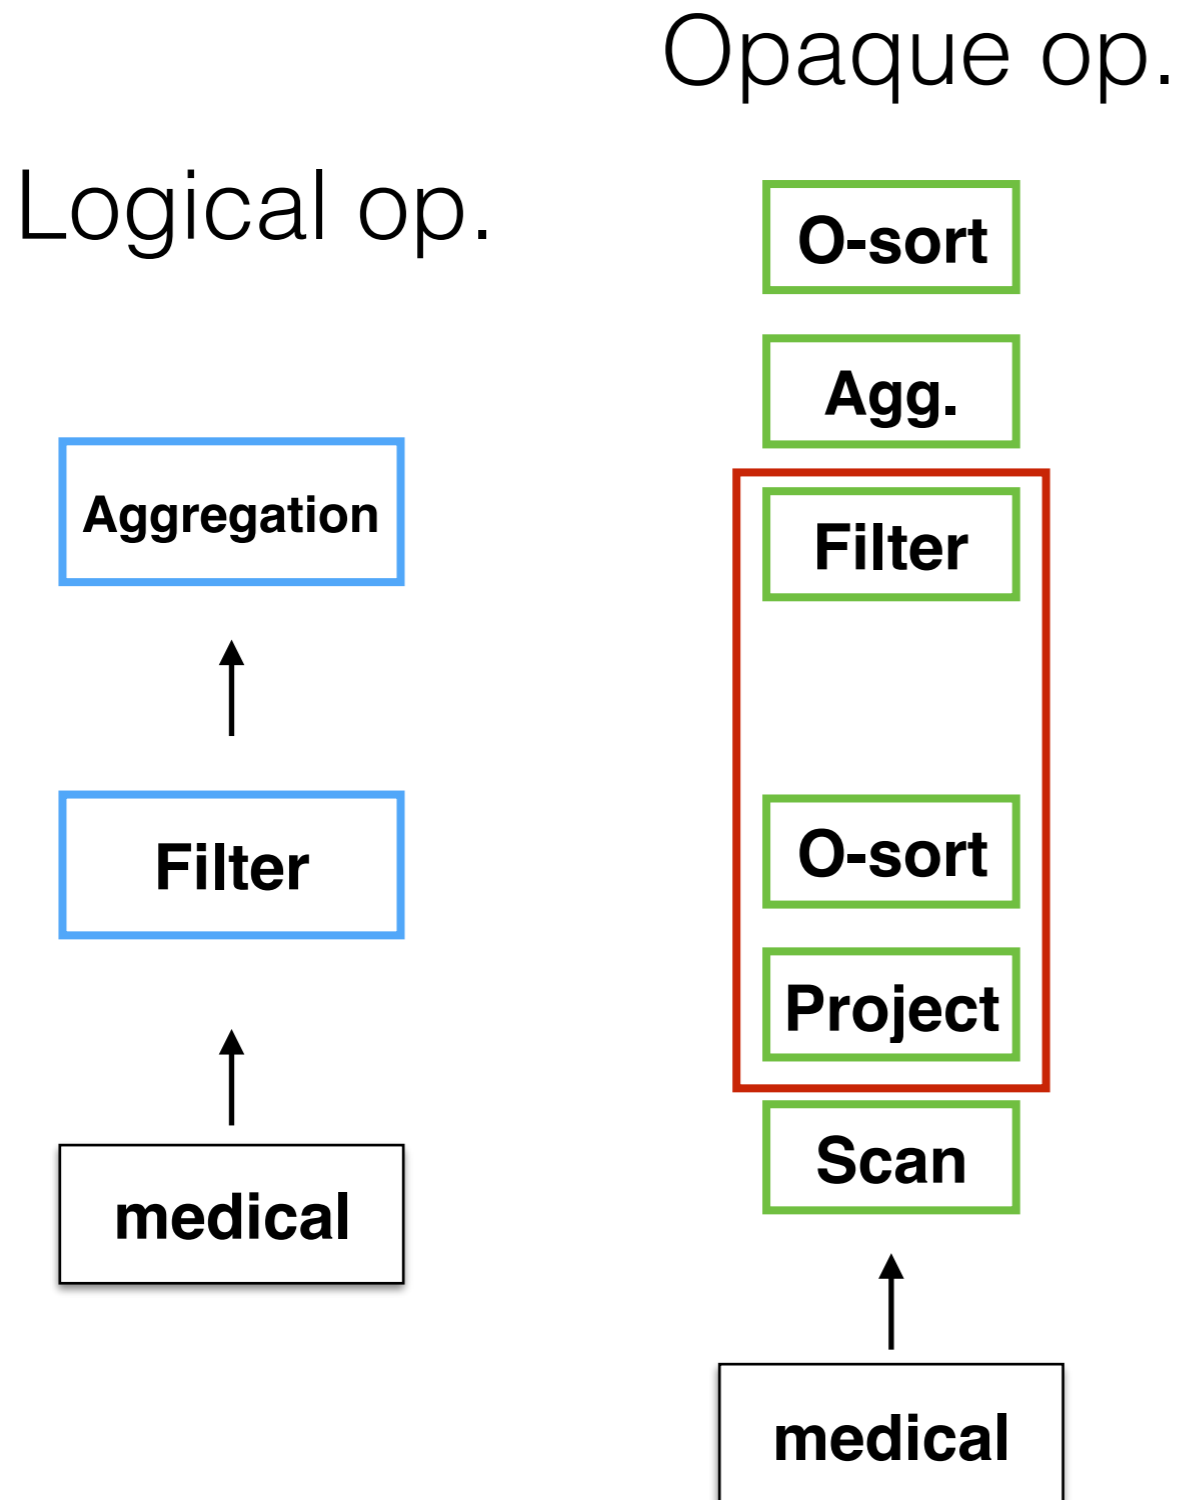 Logical op.
Aggregation
Filter
medical
Opaque op.
O-sort
Agg.
Filter
O-sort
Project
Scan
medical